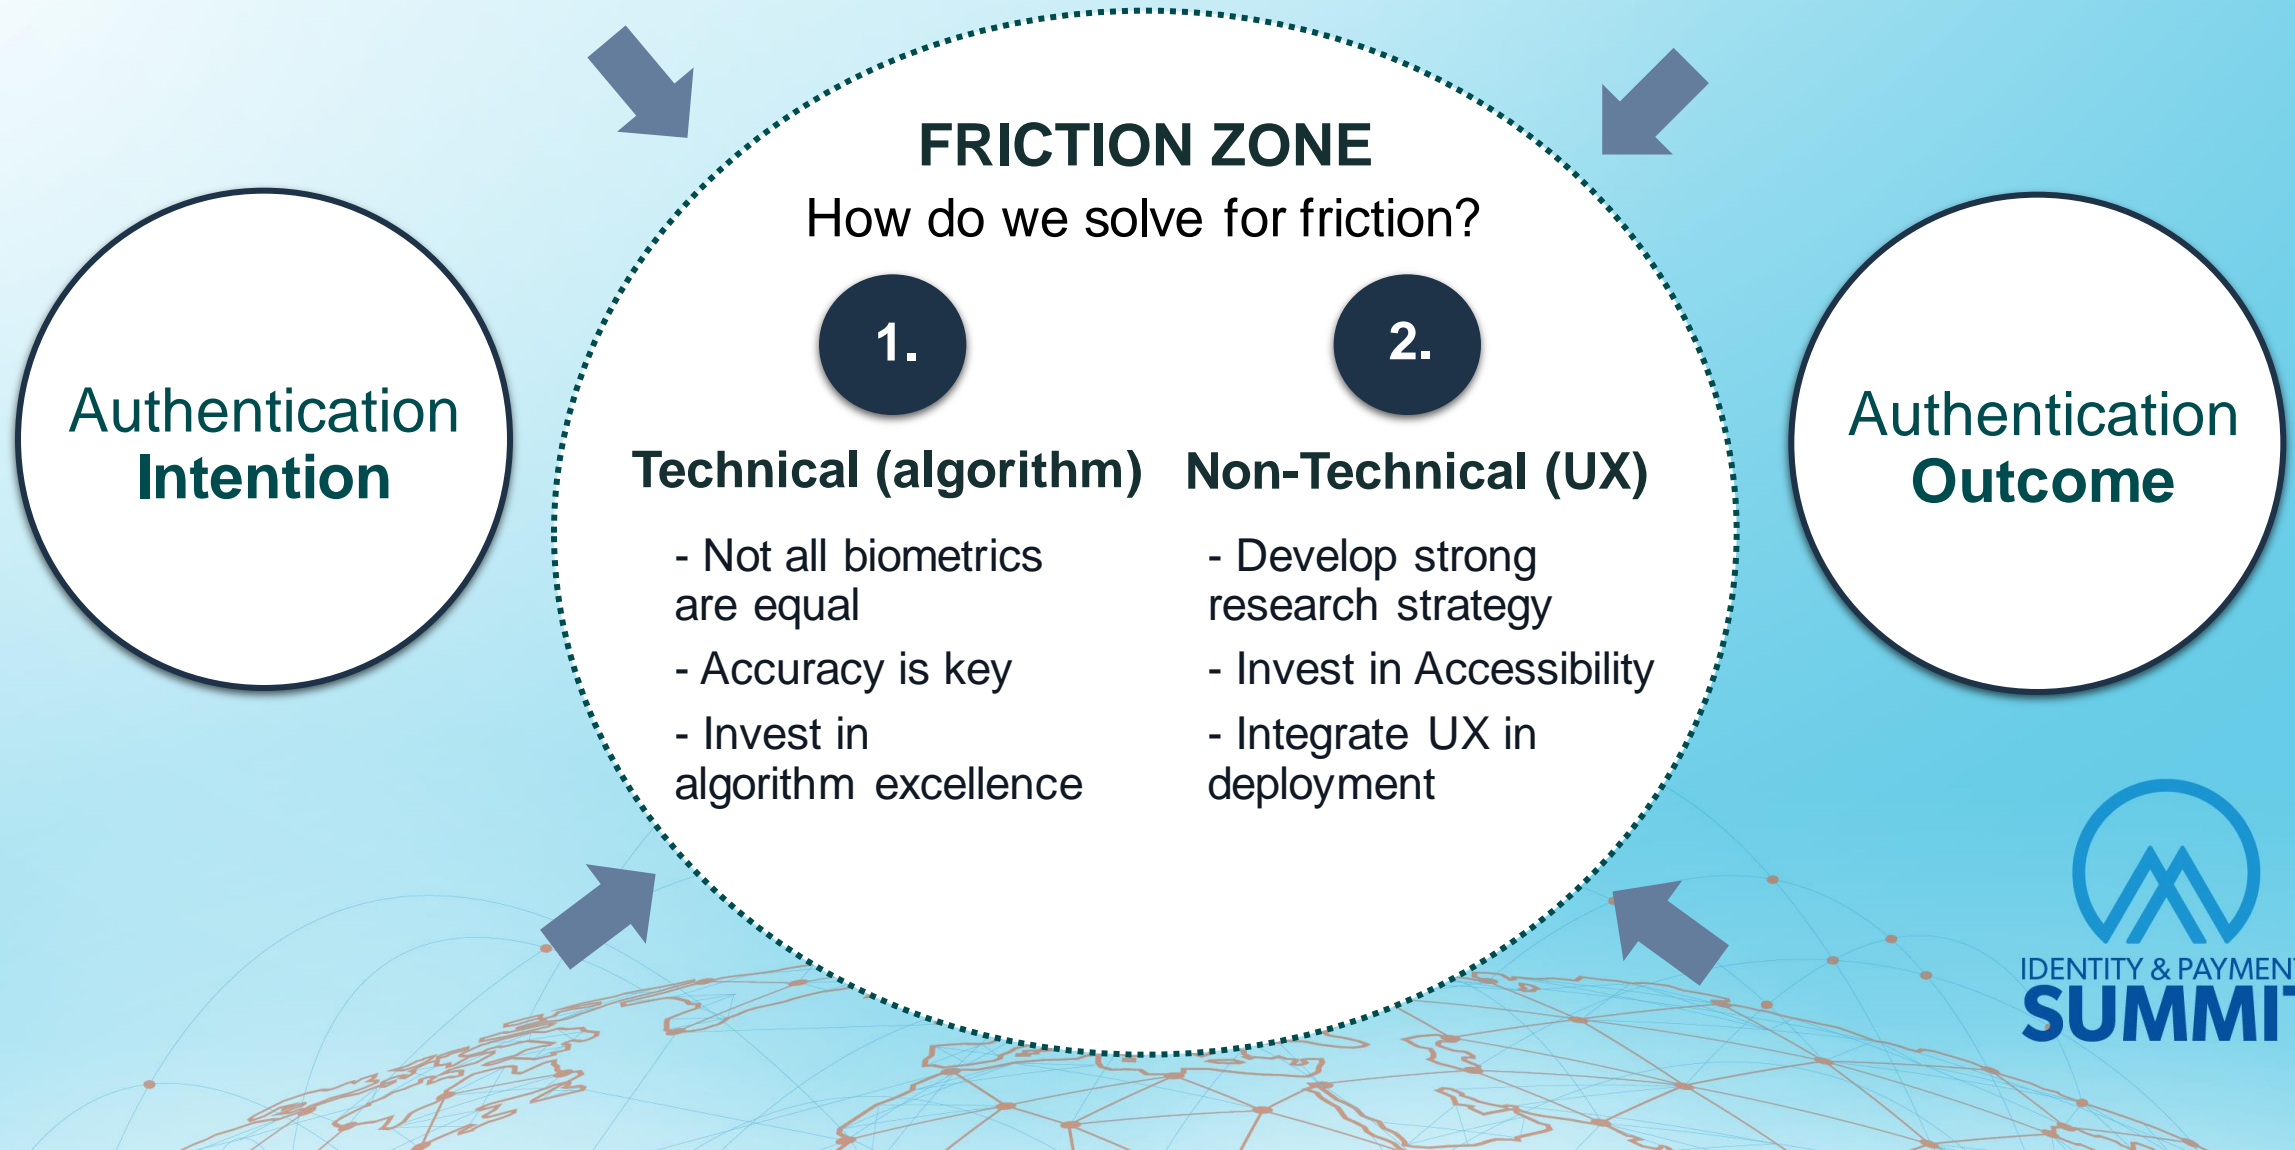 FRICTION ZONE
How do we solve for friction?
Authentication
Intention
1.
Technical (algorithm)
- Not all biometrics
are equal
- Accuracy is key
- Invest in
algorithm excellence
2.
Non-Technical (UX)
- Develop strong
research strategy
- Invest in Accessibility
- Integrate UX in
deployment
Authentication
Outcome
IDENTITY & PAYMENT
SUMMIT